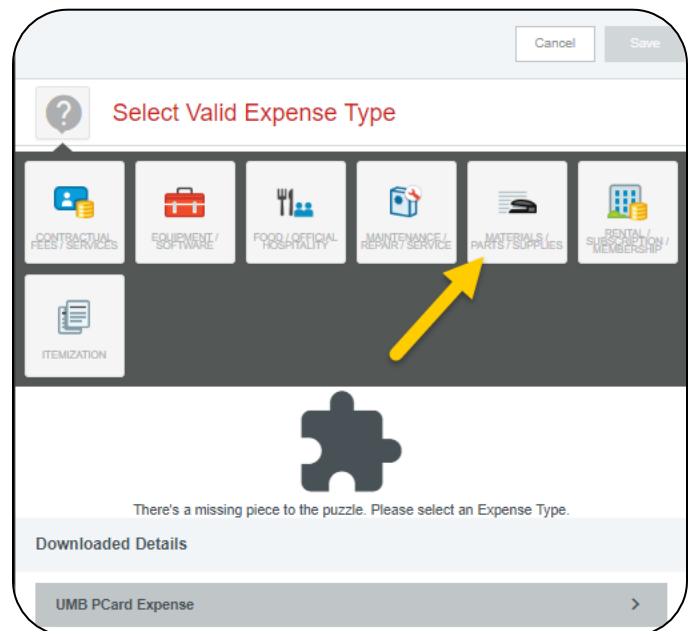 Cancel Save
Select Valid Expense Type
CONTRACTUAL
FEES / SERVICES
EQUIPMENT /
SOFTWARE
FOOD / OFFICIAL
HOSPITALITY
MAINTENANCE /
REPAIR / SERVICE
MATERIALS /
PARTS / SUPPLIES
RENTAL /
SUBSCRIPTION /
MEMBERSHIP
ITEMIZATION
There's a missing piece to the puzzle. Please select an Expense Type.
Downloaded Details
UMB PCard Expense